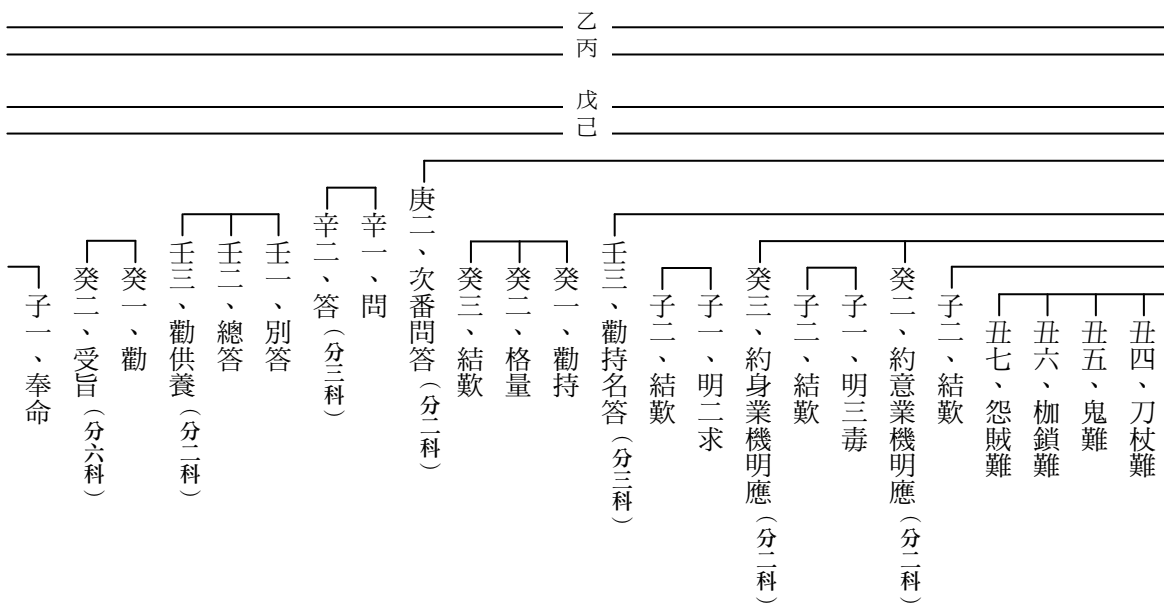 乙
丙
戊
己
丑四、刀杖難
丑五、鬼難
丑六、枷鎖難
丑七、怨賊難
子二、結歎
癸二、約意業機明應（分二科）
子一、明三毒
子二、結歎
癸三、約身業機明應（分二科）
子一、明二求
子二、結歎
壬三、勸持名答（分三科）
癸一、勸持
癸二、格量
癸三、結歎
庚二、次番問答（分二科）
辛一、問
辛二、答（分三科）
壬一、別答
壬二、總答
壬三、勸供養（分二科）
癸一、勸
癸二、受旨（分六科）
子一、奉命